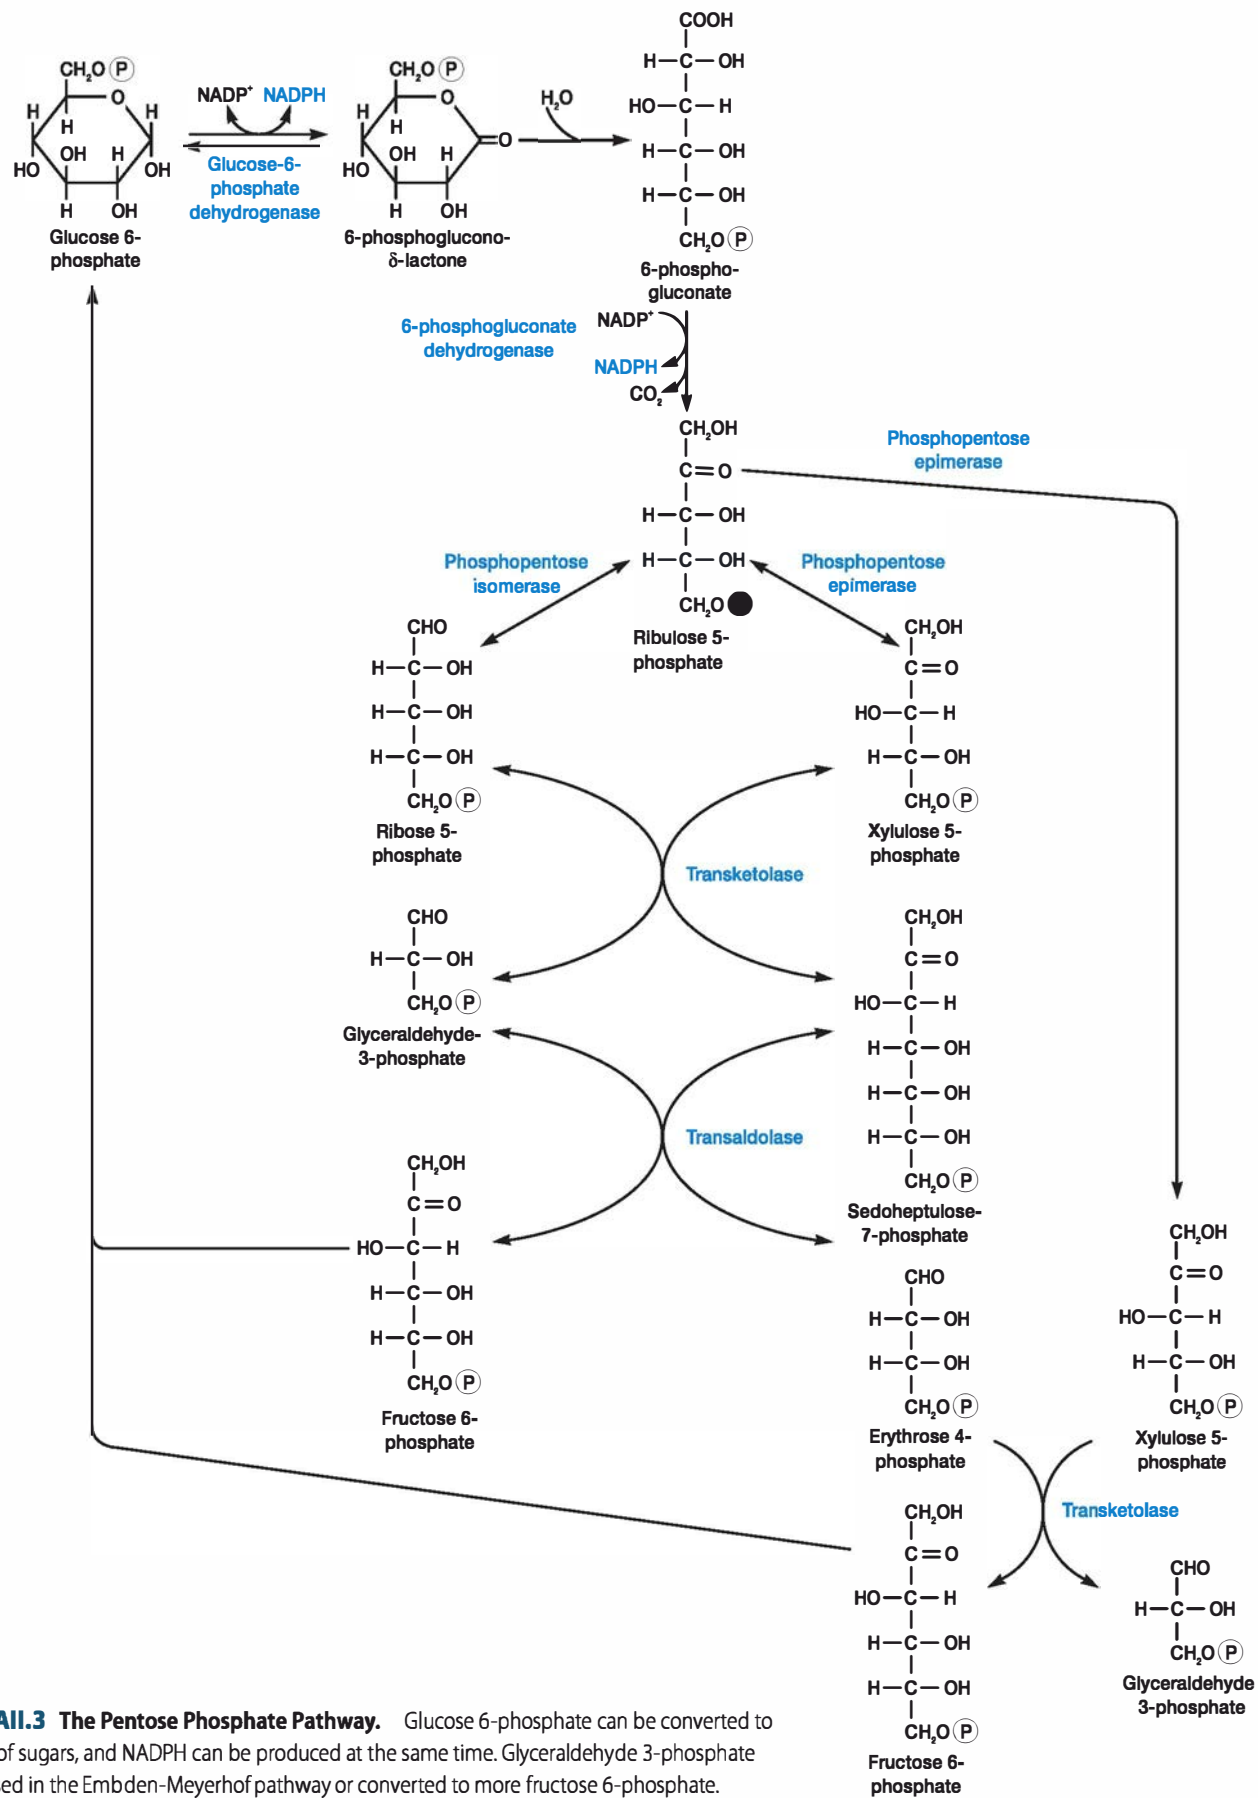 CH₂O P
H
O
H
H
OH
H
HO
OH
H
OH
Glucose 6-
phosphate
NADP⁺ NADPH
Glucose-6-
phosphate
dehydrogenase
CH₂O P
H
O
H
OH
H
O
HO
H
OH
6-phosphoglucono-
δ-lactone
H₂O
COOH
H—C—OH
HO—C—H
H—C—OH
H—C—OH
CH₂O P
6-phospho-
gluconate
6-phosphogluconate
dehydrogenase
NADP⁺
NADPH
CO₂
CH₂OH
C=O
H—C—OH
H—C—OH
CH₂O
Ribulose 5-
phosphate
Phosphopentose
epimerase
Phosphopentose
isomerase
Phosphopentose
epimerase
CHO
H—C—OH
H—C—OH
H—C—OH
CH₂O P
Ribose 5-
phosphate
CH₂OH
C=O
HO—C—H
H—C—OH
CH₂O P
Xylulose 5-
phosphate
Transketolase
CHO
H—C—OH
CH₂O P
Glyceraldehyde-
3-phosphate
CH₂OH
C=O
HO—C—H
H—C—OH
H—C—OH
H—C—OH
CH₂O P
Sedoheptulose-
7-phosphate
Transaldolase
CH₂OH
C=O
HO—C—H
H—C—OH
H—C—OH
CH₂O P
Fructose 6-
phosphate
CHO
H—C—OH
H—C—OH
CH₂O P
Erythrose 4-
phosphate
CH₂OH
C=O
HO—C—H
H—C—OH
CH₂O P
Xylulose 5-
phosphate
Transketolase
CH₂OH
C=O
HO—C—H
H—C—OH
H—C—OH
CH₂O P
Fructose 6-
phosphate
CHO
H—C—OH
CH₂O P
Glyceraldehyde
3-phosphate
AII.3 The Pentose Phosphate Pathway. Glucose 6-phosphate can be converted to
of sugars, and NADPH can be produced at the same time. Glyceraldehyde 3-phosphate
sed in the Embden-Meyerhof pathway or converted to more fructose 6-phosphate.